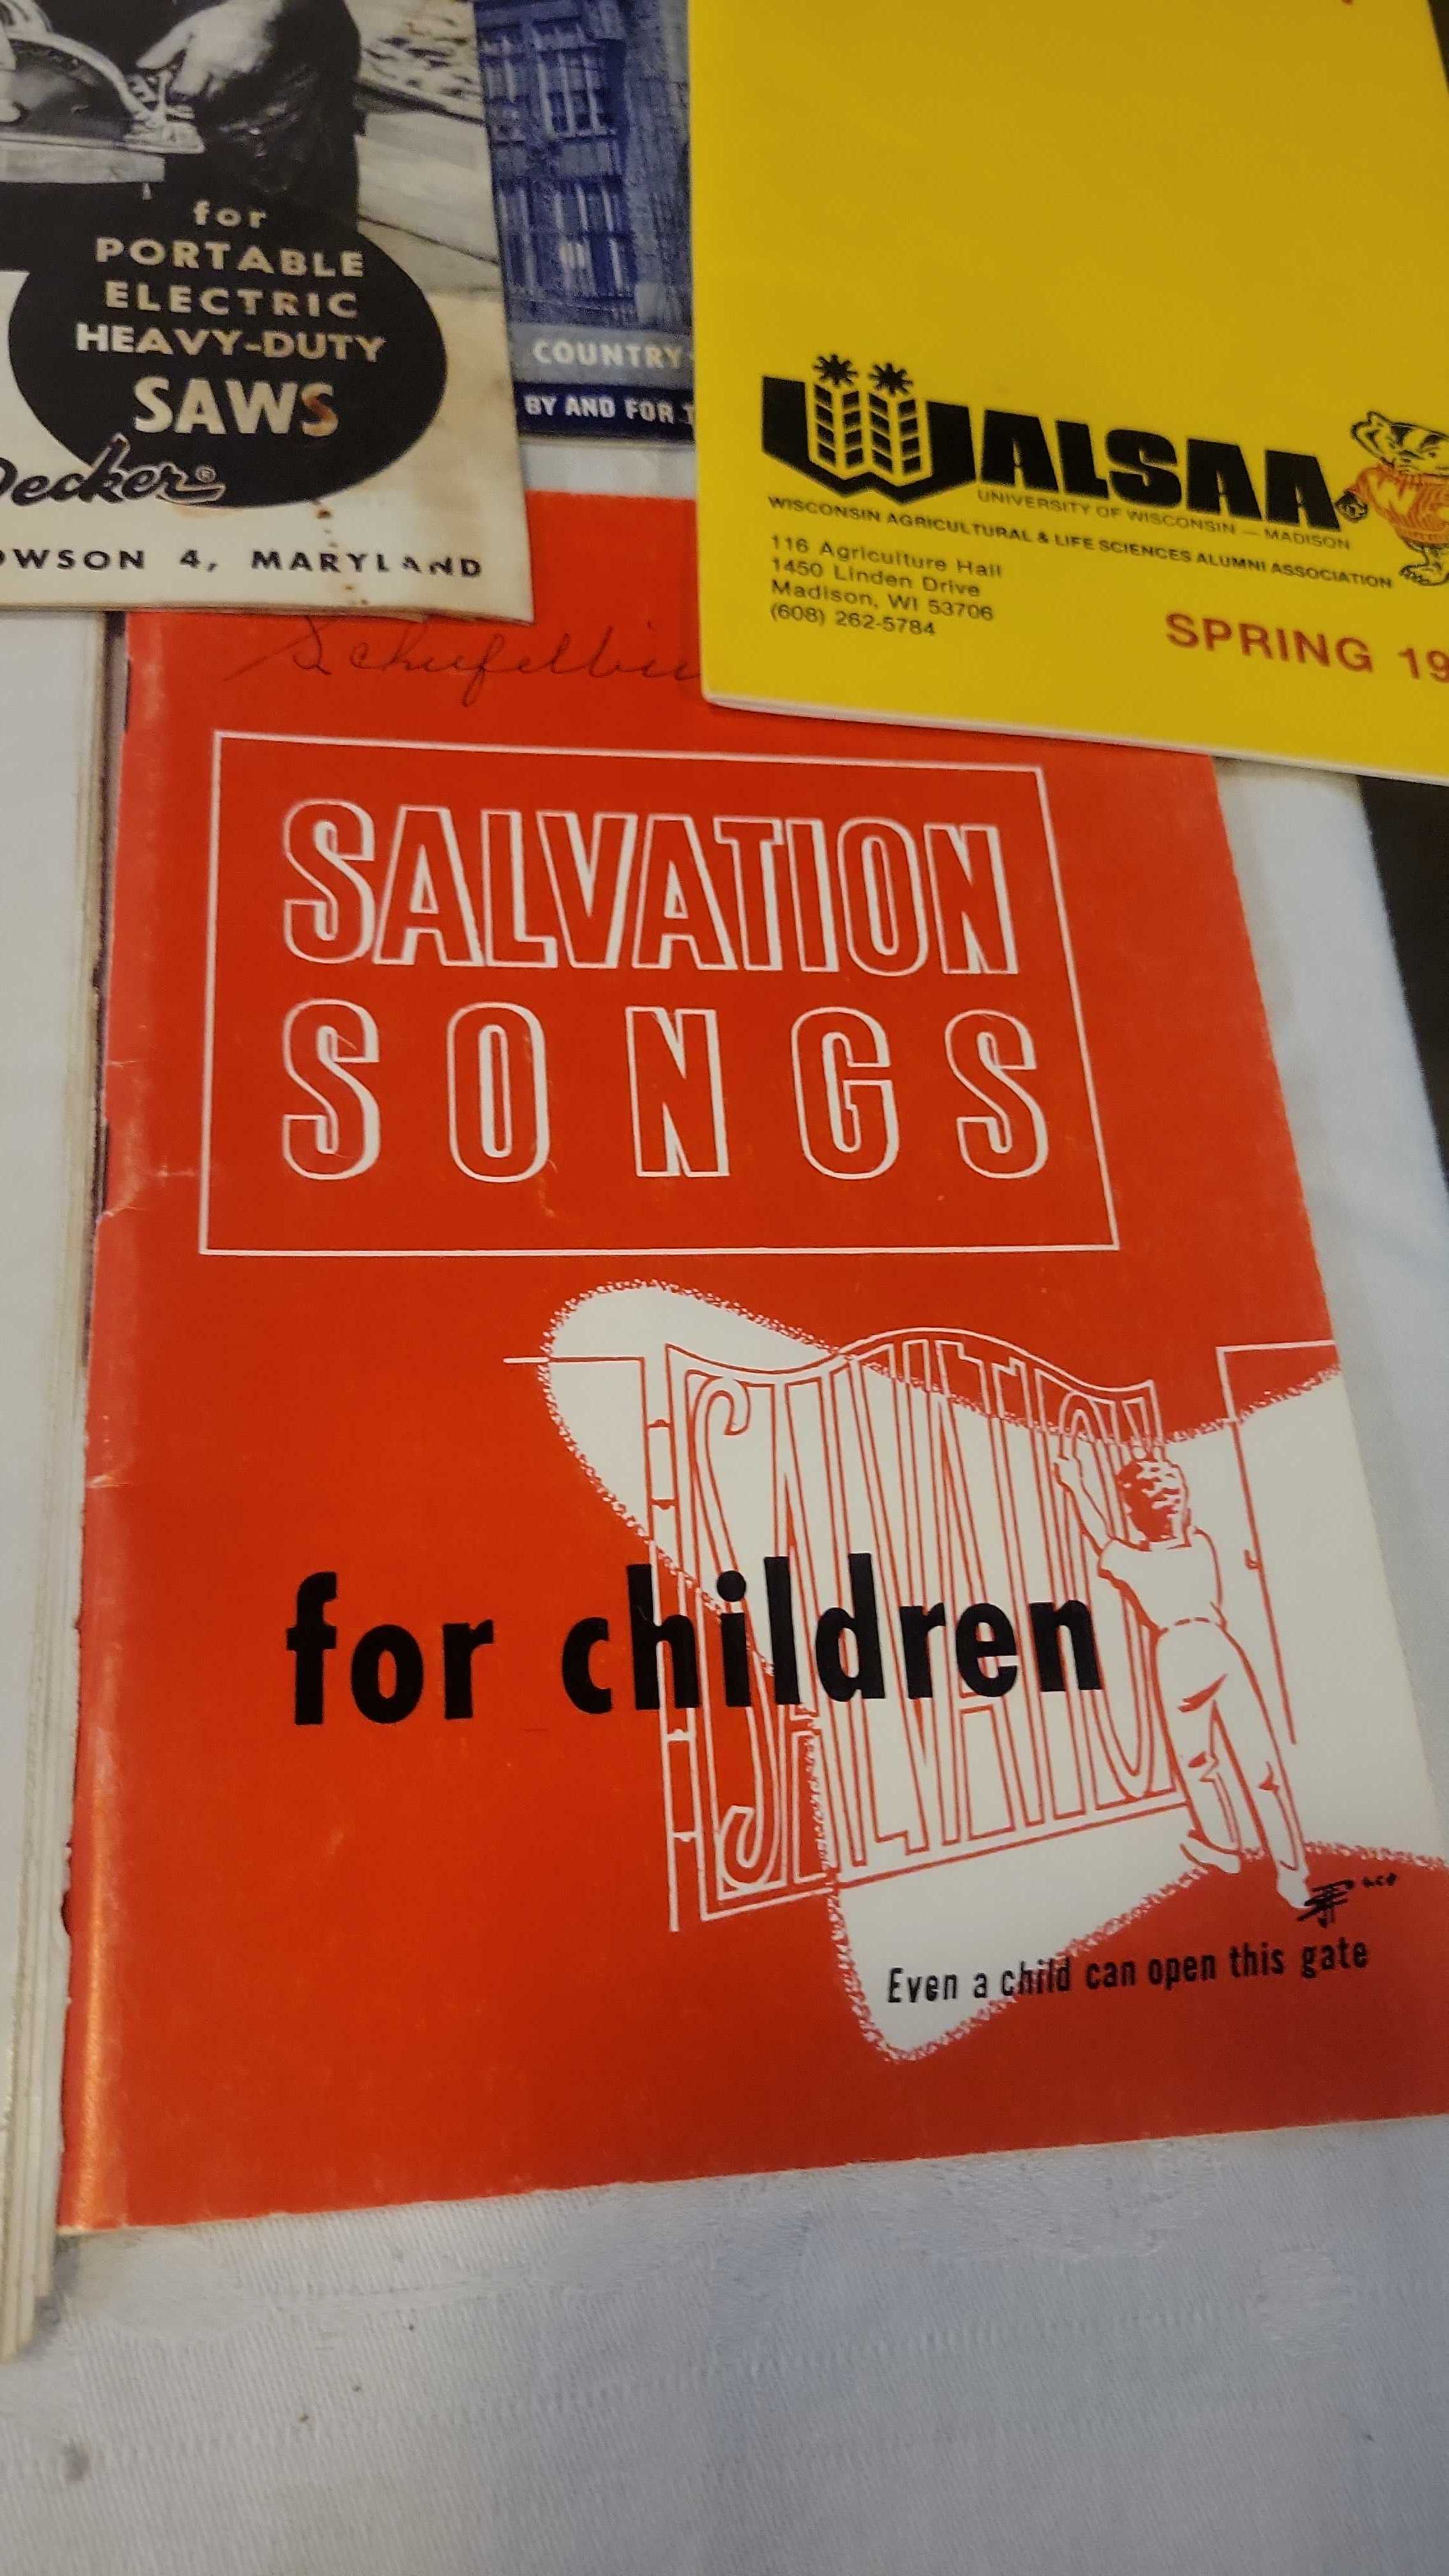 for
PORTABLE
ELECTRIC
HEAVY-DUTY
SAWS
Decker®
OWSON 4, MARYLAND
COUNTRY
BY AND FOR
WALSAA
UNIVERSITY OF WISCONSIN — MADISON
WISCONSIN AGRICULTURAL & LIFE SCIENCES ALUMNI ASSOCIATION
116 Agriculture Hall
1450 Linden Drive
Madison, WI 53706
(608) 262-5784
SPRING 19
SALVATION
SONGS
SALVATION
for children
Even a child can open this gate